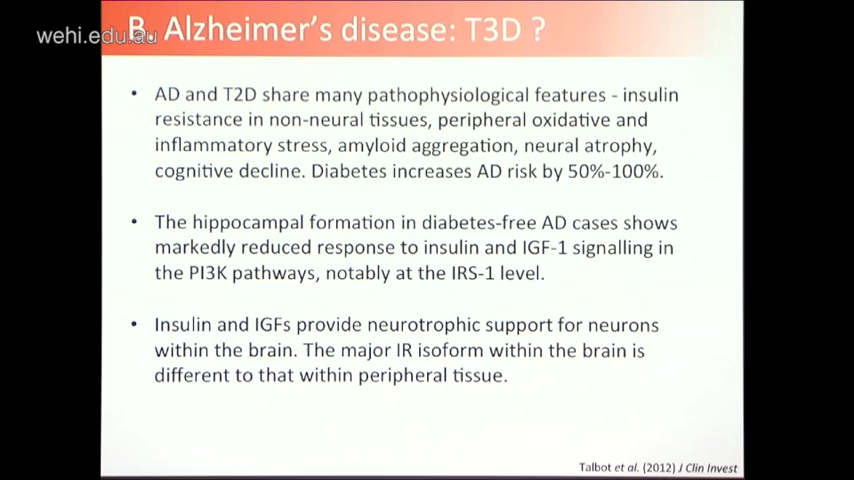 wehi.edu.au
B. Alzheimer's disease: T3D ?
• AD and T2D share many pathophysiological features - insulin
resistance in non-neural tissues, peripheral oxidative and
inflammatory stress, amyloid aggregation, neural atrophy,
cognitive decline. Diabetes increases AD risk by 50%-100%.
• The hippocampal formation in diabetes-free AD cases shows
markedly reduced response to insulin and IGF-1 signalling in
the PI3K pathways, notably at the IRS-1 level.
• Insulin and IGFs provide neurotrophic support for neurons
within the brain. The major IR isoform within the brain is
different to that within peripheral tissue.
Talbot et al. (2012) J Clin Invest